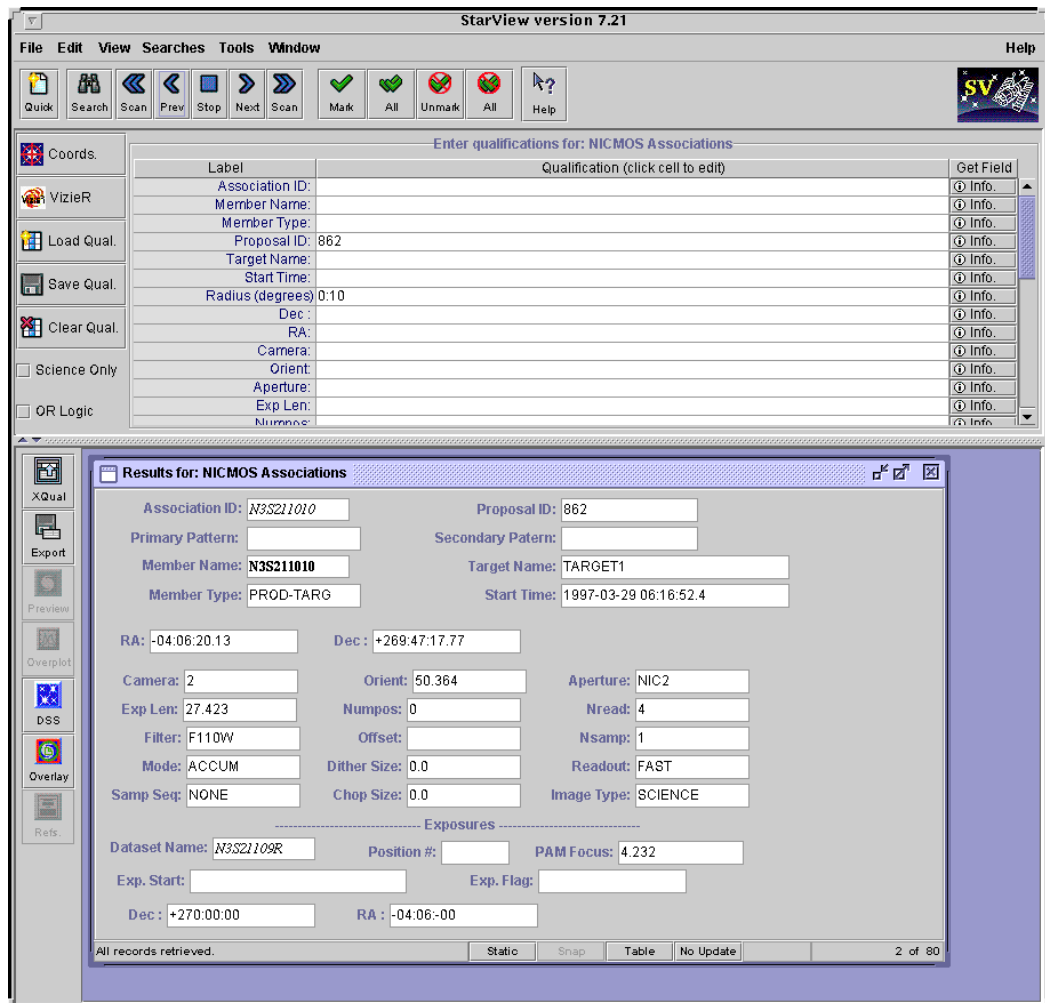 StarView version 7.21
File Edit View Searches Tools Window Help
Quick Search Scan Prev Stop Next Scan Mark All Unmark All Help
SV
Enter qualifications for: NICMOS Associations
Coords.
VizieR
Load Qual.
Save Qual.
Clear Qual.
Science Only
OR Logic
Label Qualification (click cell to edit) Get Field
Association ID: Info.
Member Name: Info.
Member Type: Info.
Proposal ID: 862 Info.
Target Name: Info.
Start Time: Info.
Radius (degrees) 0:10 Info.
Dec : Info.
RA: Info.
Camera: Info.
Orient: Info.
Aperture: Info.
Exp Len: Info.
Numpos: Info.
XQual
Export
Preview
Overplot
DSS
Overlay
Refs.
Results for: NICMOS Associations
Association ID: N3S211010 Proposal ID: 862
Primary Pattern: Secondary Patern:
Member Name: N3S211010 Target Name: TARGET1
Member Type: PROD-TARG Start Time: 1997-03-29 06:16:52.4
RA: -04:06:20.13 Dec : +269:47:17.77
Camera: 2 Orient: 50.364 Aperture: NIC2
Exp Len: 27.423 Numpos: 0 Nread: 4
Filter: F110W Offset: Nsamp: 1
Mode: ACCUM Dither Size: 0.0 Readout: FAST
Samp Seq: NONE Chop Size: 0.0 Image Type: SCIENCE
------------------------------- Exposures -------------------------------
Dataset Name: N3S21109R Position #: PAM Focus: 4.232
Exp. Start: Exp. Flag:
Dec : +270:00:00 RA : -04:06:-00
All records retrieved. Static Snap Table No Update 2 of 80